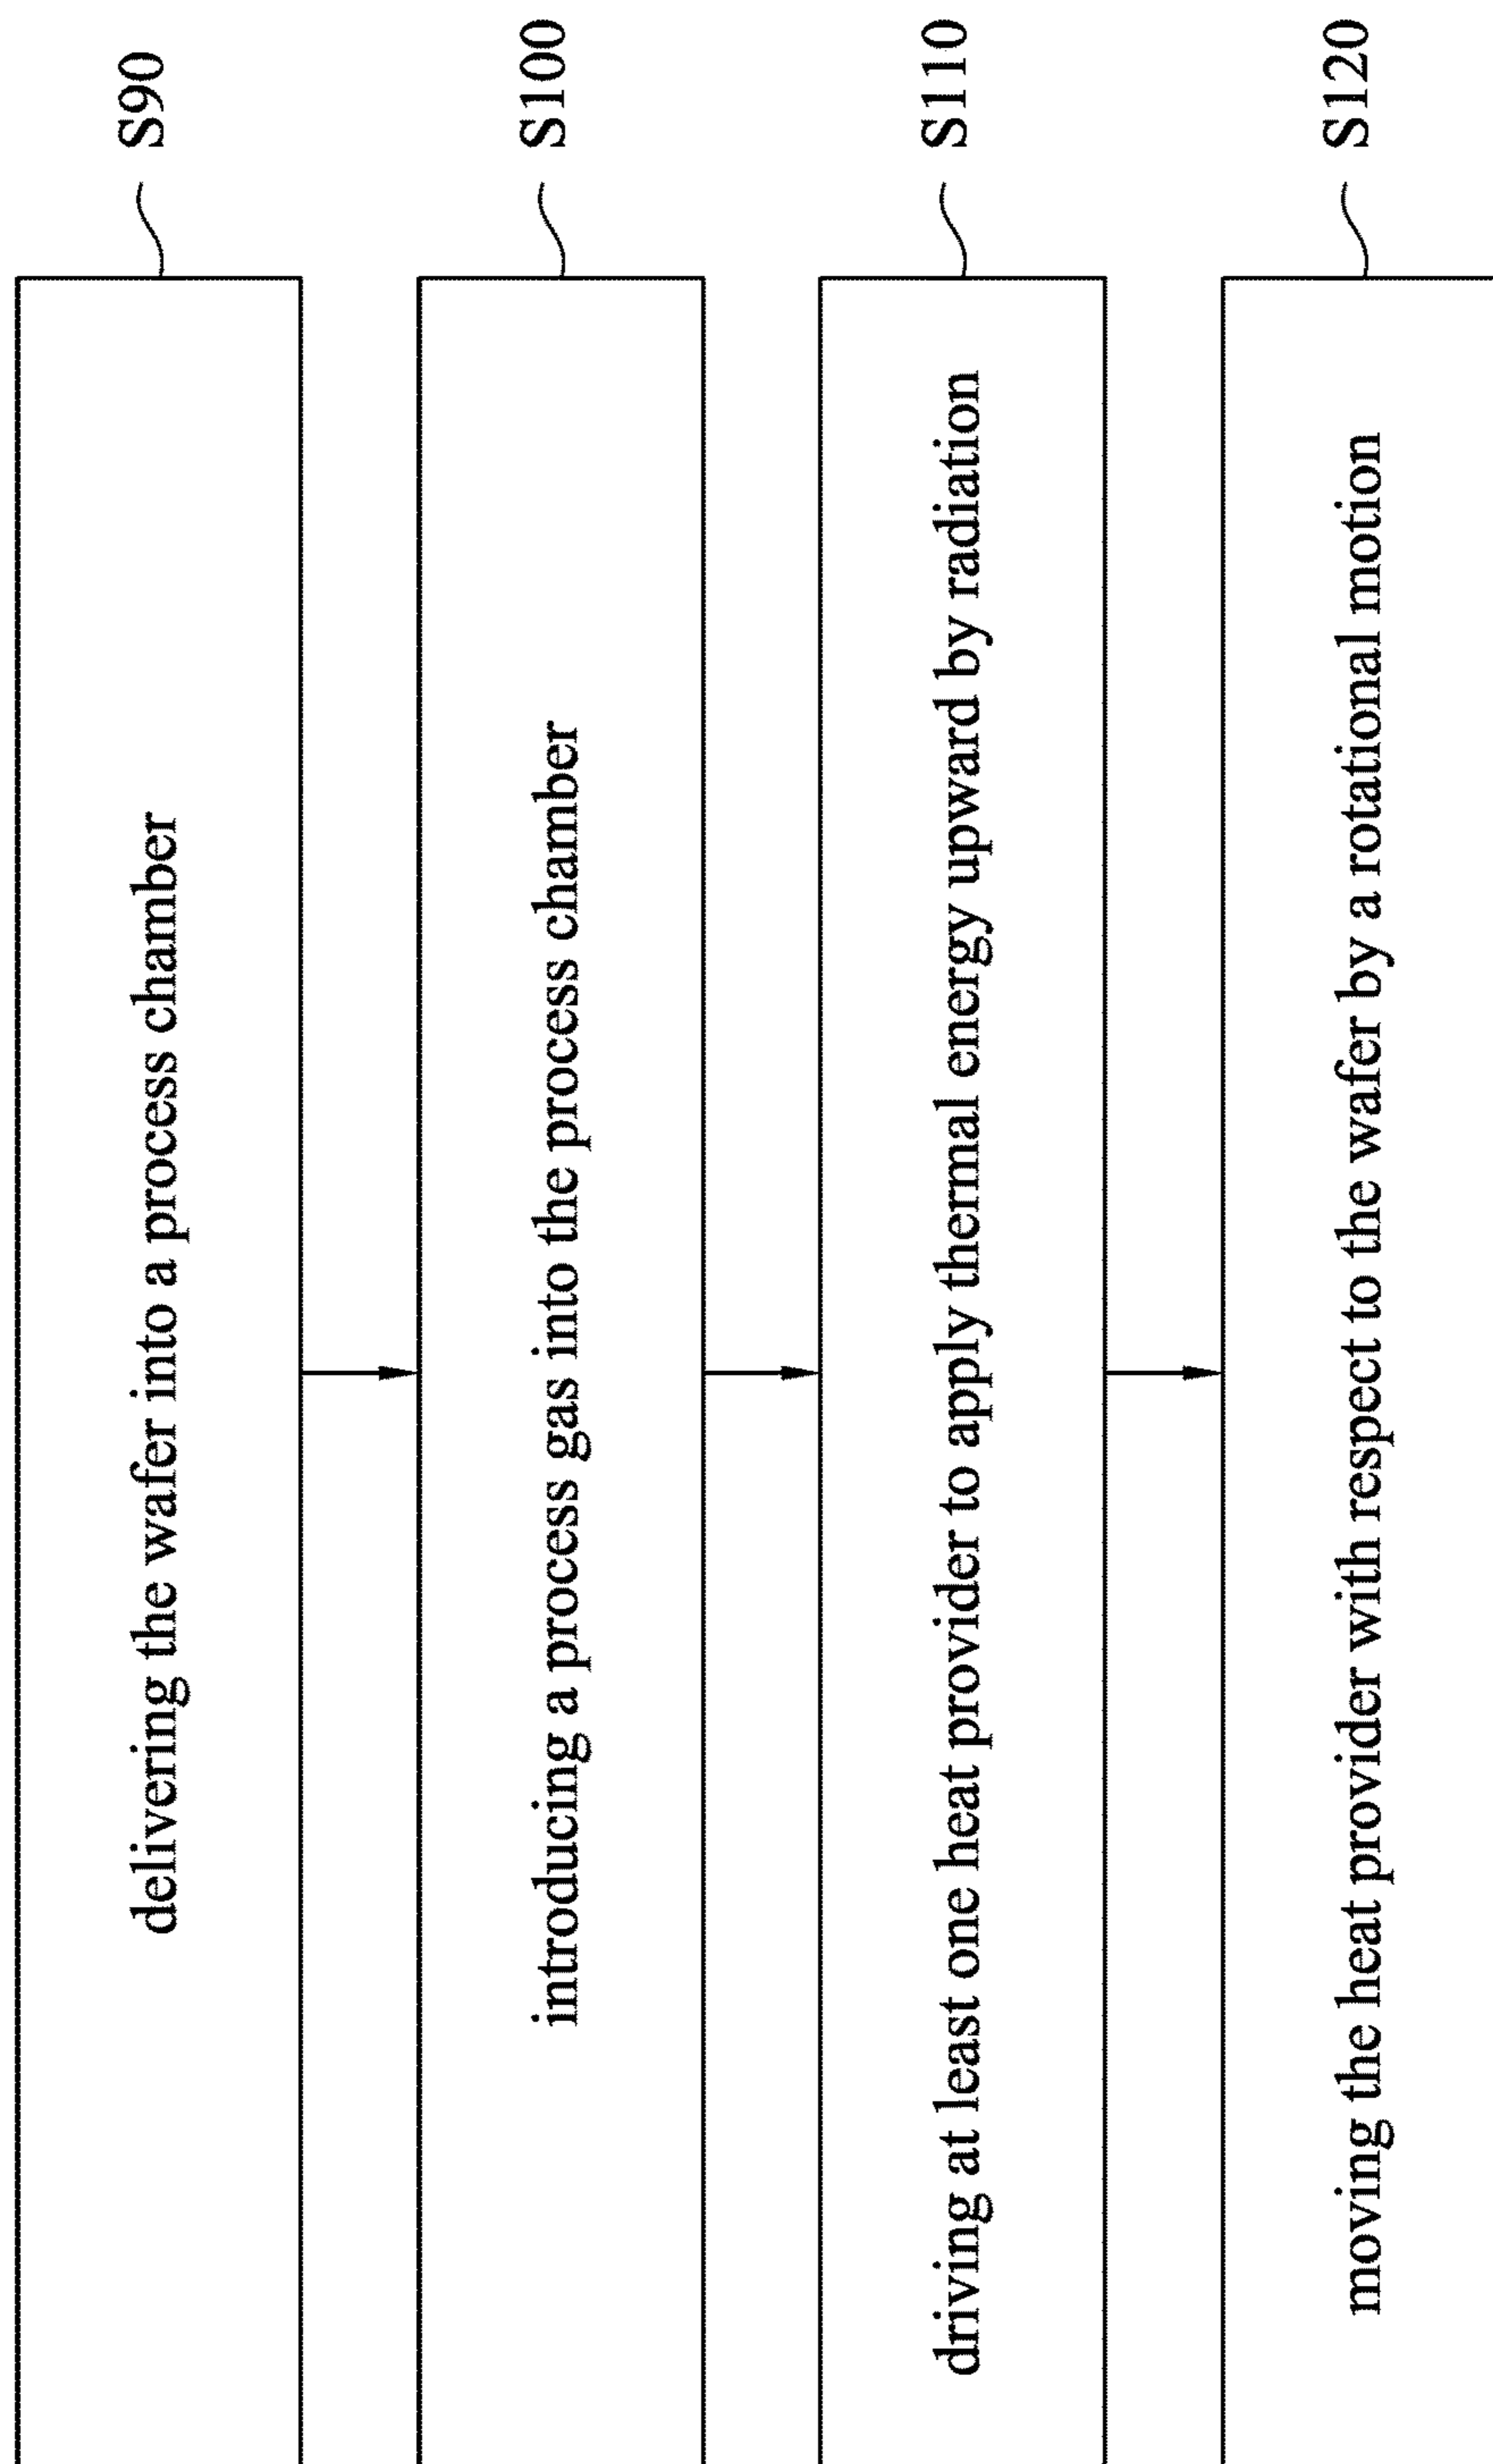 delivering the wafer into a process chamber
S90
introducing a process gas into the process chamber
S100
driving at least one heat provider to apply thermal energy upward by radiation
S110
moving the heat provider with respect to the wafer by a rotational motion
S120